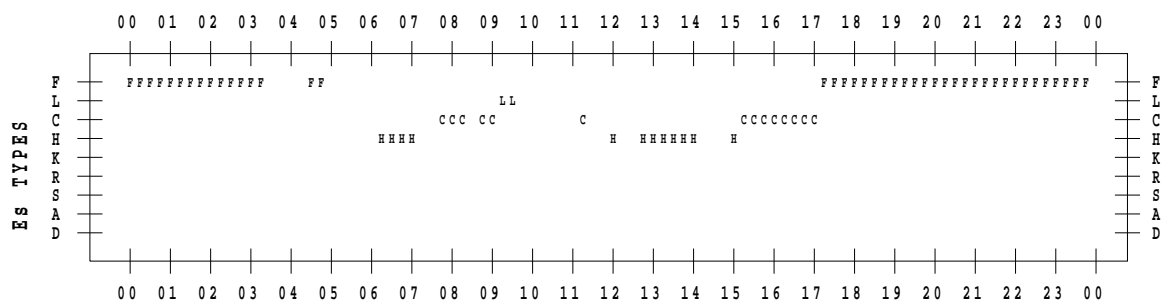 00 01 02 03 04 05 06 07 08 09 10 11 12 13 14 15 16 17 18 19 20 21 22 23 00
F FFFFFFFFFFFFFF FF FFFFFFFFFFFFFFFFFFFFFFFFFFF F
L LL L
C CCC CC C CCCCCCCC C
H HHHH H HHHHHH H H
K K
R R
S S
A A
D D
Es TYPES
00 01 02 03 04 05 06 07 08 09 10 11 12 13 14 15 16 17 18 19 20 21 22 23 00